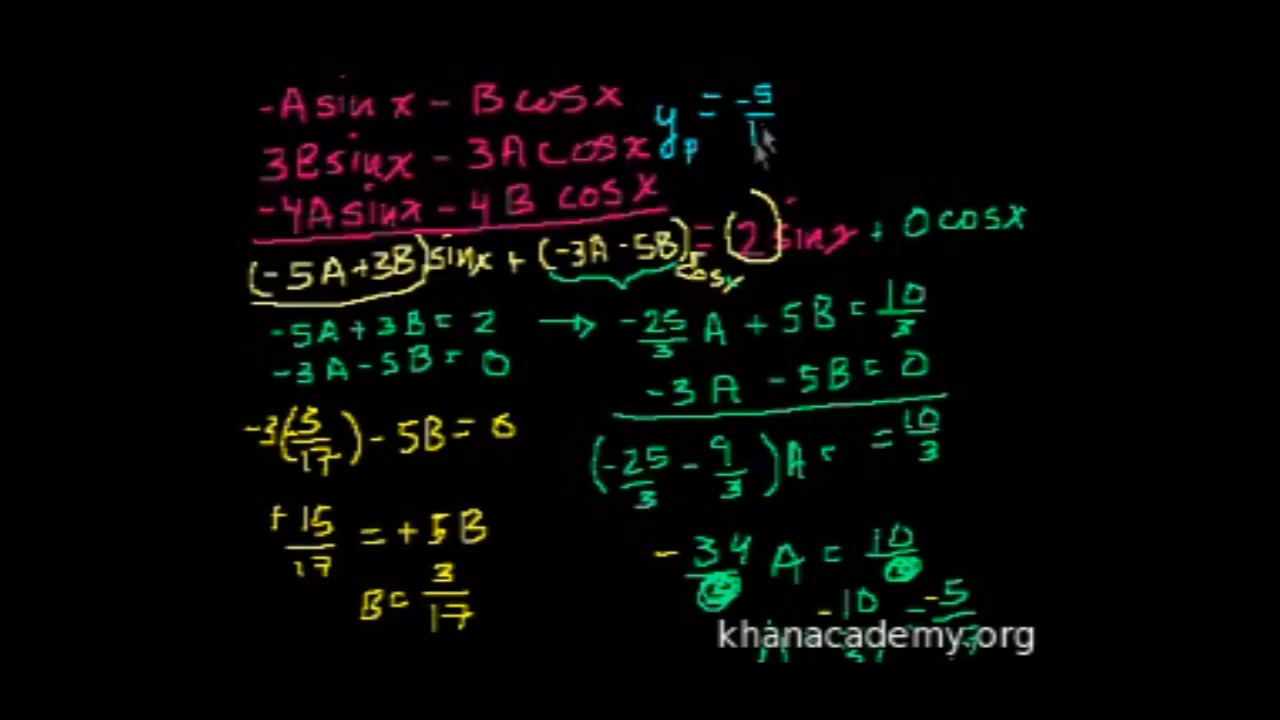 -A sin x - B cos x
y_p = -5/1
3B sin x - 3A cos x
-4A sin x - 4B cos x
(-5A + 3B) sin x + (-3A - 5B) cos x = (2) sin x + 0 cos x
-5A + 3B = 2 → -25/3 A + 5B = 10/3
-3A - 5B = 0
-3A - 5B = 0
(-25/3 - 9/3) A = = 10/3
-3(5/17) - 5B = 0
+15/17 = +5B
-34/3 A = 10/3
B = 3/17
-10 = -5
khanacademy.org